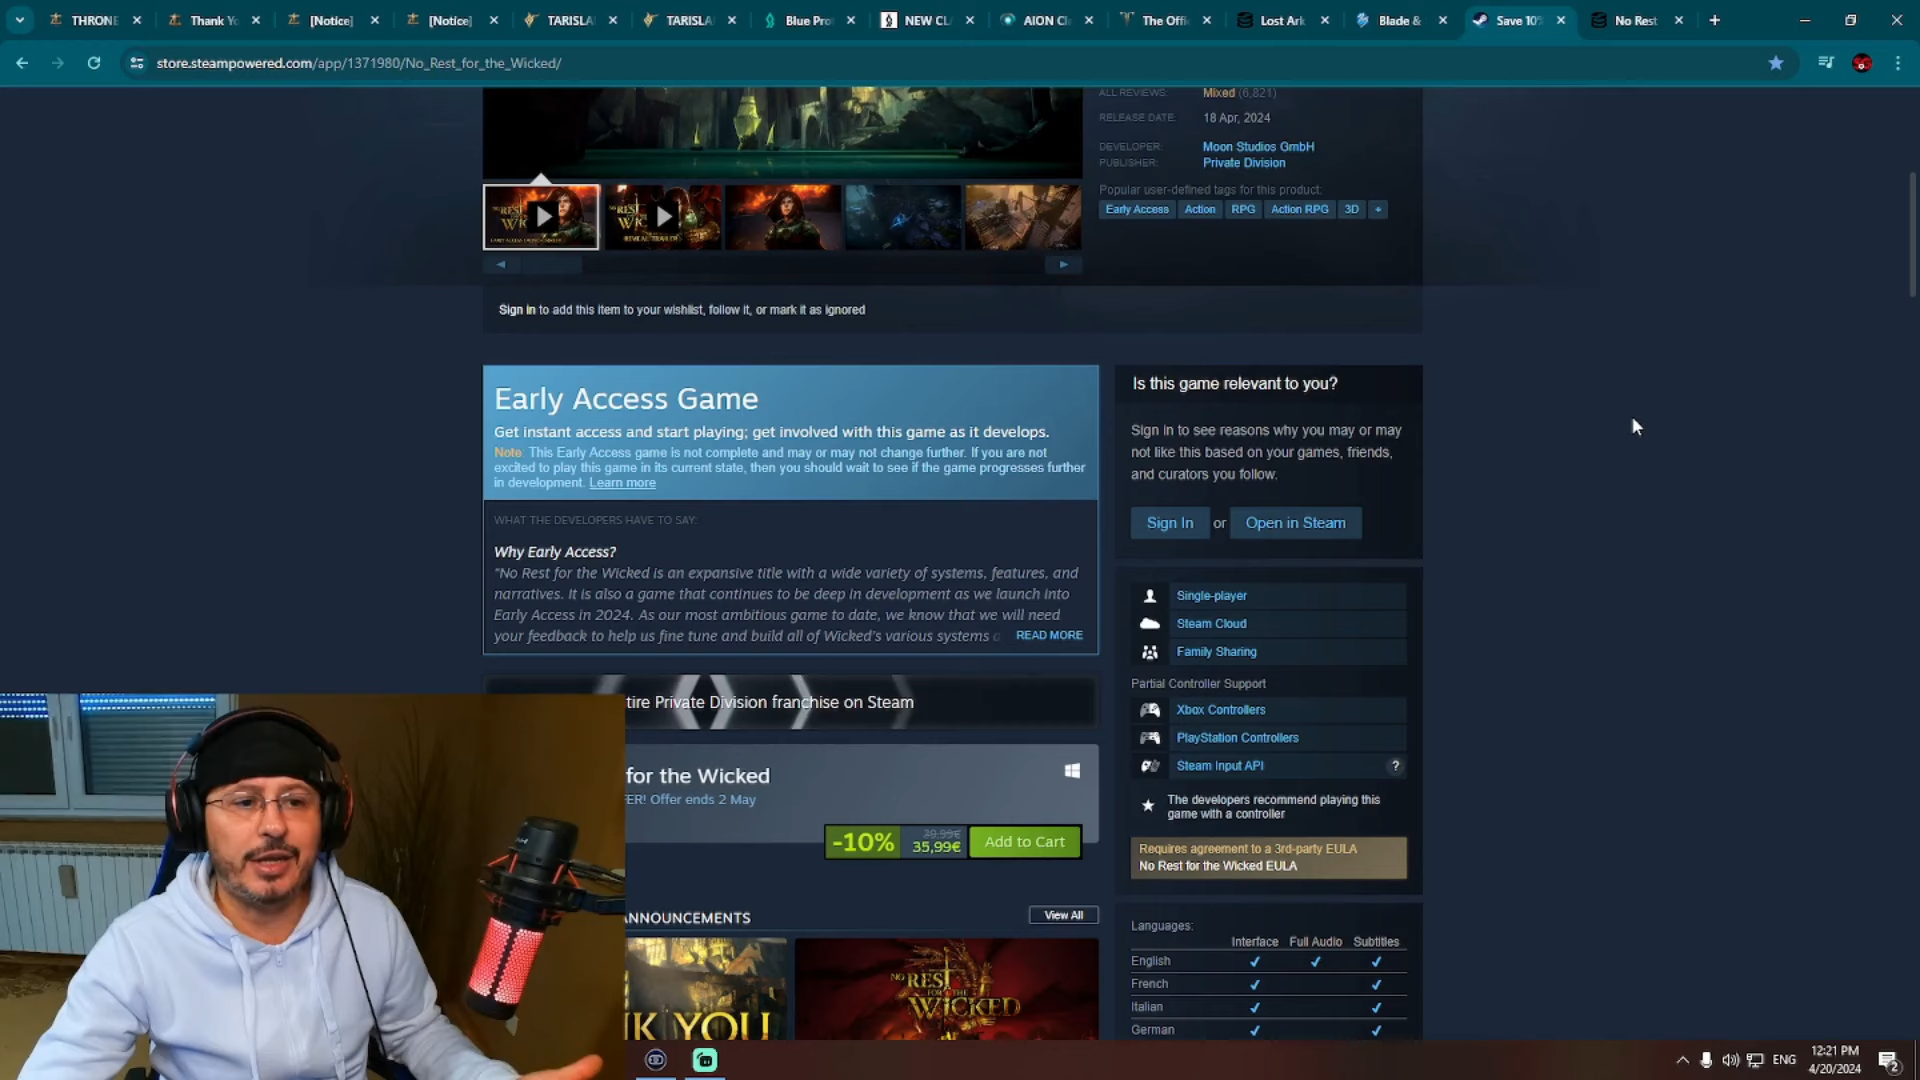 THRONE
Thank Yo
[Notice]
[Notice]
TARISLA
TARISLA
Blue Pro
NEW CL
AION Cl
The Offi
Lost Ark
Blade &
Save 10%
No Rest
store.steampowered.com/app/1371980/No_Rest_for_the_Wicked/
ALL REVIEWS: Mixed (6,821)
RELEASE DATE: 18 Apr, 2024
DEVELOPER: Moon Studios GmbH
PUBLISHER: Private Division
Popular user-defined tags for this product:
Early Access Action RPG Action RPG 3D +
Sign in to add this item to your wishlist, follow it, or mark it as ignored
Early Access Game
Get instant access and start playing; get involved with this game as it develops.
Note: This Early Access game is not complete and may or may not change further. If you are not
excited to play this game in its current state, then you should wait to see if the game progresses further
in development. Learn more
WHAT THE DEVELOPERS HAVE TO SAY:
Why Early Access?
"No Rest for the Wicked is an expansive title with a wide variety of systems, features, and
narratives. It is also a game that continues to be deep in development as we launch into
Early Access in 2024. As our most ambitious game to date, we know that we will need
your feedback to help us fine tune and build all of Wicked's various systems a READ MORE
tire Private Division franchise on Steam
for the Wicked
ER! Offer ends 2 May
-10% 39,99€ 35,99€ Add to Cart
ANNOUNCEMENTS View All
K YOU
NO REST FOR THE WICKED
Is this game relevant to you?
Sign in to see reasons why you may or may
not like this based on your games, friends,
and curators you follow.
Sign In or Open in Steam
Single-player
Steam Cloud
Family Sharing
Partial Controller Support
Xbox Controllers
PlayStation Controllers
Steam Input API ?
The developers recommend playing this
game with a controller
Requires agreement to a 3rd-party EULA
No Rest for the Wicked EULA
Languages:
Interface Full Audio Subtitles
English
French
Italian
German
ENG
12:21 PM
4/20/2024
2